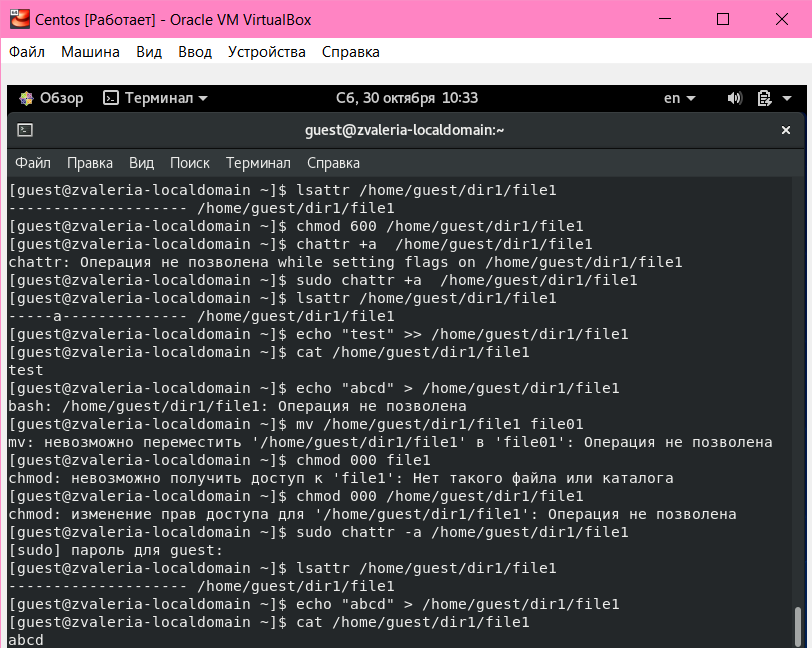 Centos [Работает] - Oracle VM VirtualBox
Файл Машина Вид Ввод Устройства Справка
Обзор Терминал Сб, 30 октября 10:33 en
guest@zvaleria-localdomain:~
Файл Правка Вид Поиск Терминал Справка
[guest@zvaleria-localdomain ~]$ lsattr /home/guest/dir1/file1
-------------------- /home/guest/dir1/file1
[guest@zvaleria-localdomain ~]$ chmod 600 /home/guest/dir1/file1
[guest@zvaleria-localdomain ~]$ chattr +a  /home/guest/dir1/file1
chattr: Операция не позволена while setting flags on /home/guest/dir1/file1
[guest@zvaleria-localdomain ~]$ sudo chattr +a  /home/guest/dir1/file1
[guest@zvaleria-localdomain ~]$ lsattr /home/guest/dir1/file1
-----a-------------- /home/guest/dir1/file1
[guest@zvaleria-localdomain ~]$ echo "test" >> /home/guest/dir1/file1
[guest@zvaleria-localdomain ~]$ cat /home/guest/dir1/file1
test
[guest@zvaleria-localdomain ~]$ echo "abcd" > /home/guest/dir1/file1
bash: /home/guest/dir1/file1: Операция не позволена
[guest@zvaleria-localdomain ~]$ mv /home/guest/dir1/file1 file01
mv: невозможно переместить '/home/guest/dir1/file1' в 'file01': Операция не позволена
[guest@zvaleria-localdomain ~]$ chmod 000 file1
chmod: невозможно получить доступ к 'file1': Нет такого файла или каталога
[guest@zvaleria-localdomain ~]$ chmod 000 /home/guest/dir1/file1
chmod: изменение прав доступа для '/home/guest/dir1/file1': Операция не позволена
[guest@zvaleria-localdomain ~]$ sudo chattr -a /home/guest/dir1/file1
[sudo] пароль для guest:
[guest@zvaleria-localdomain ~]$ lsattr /home/guest/dir1/file1
-------------------- /home/guest/dir1/file1
[guest@zvaleria-localdomain ~]$ echo "abcd" > /home/guest/dir1/file1
[guest@zvaleria-localdomain ~]$ cat /home/guest/dir1/file1
abcd